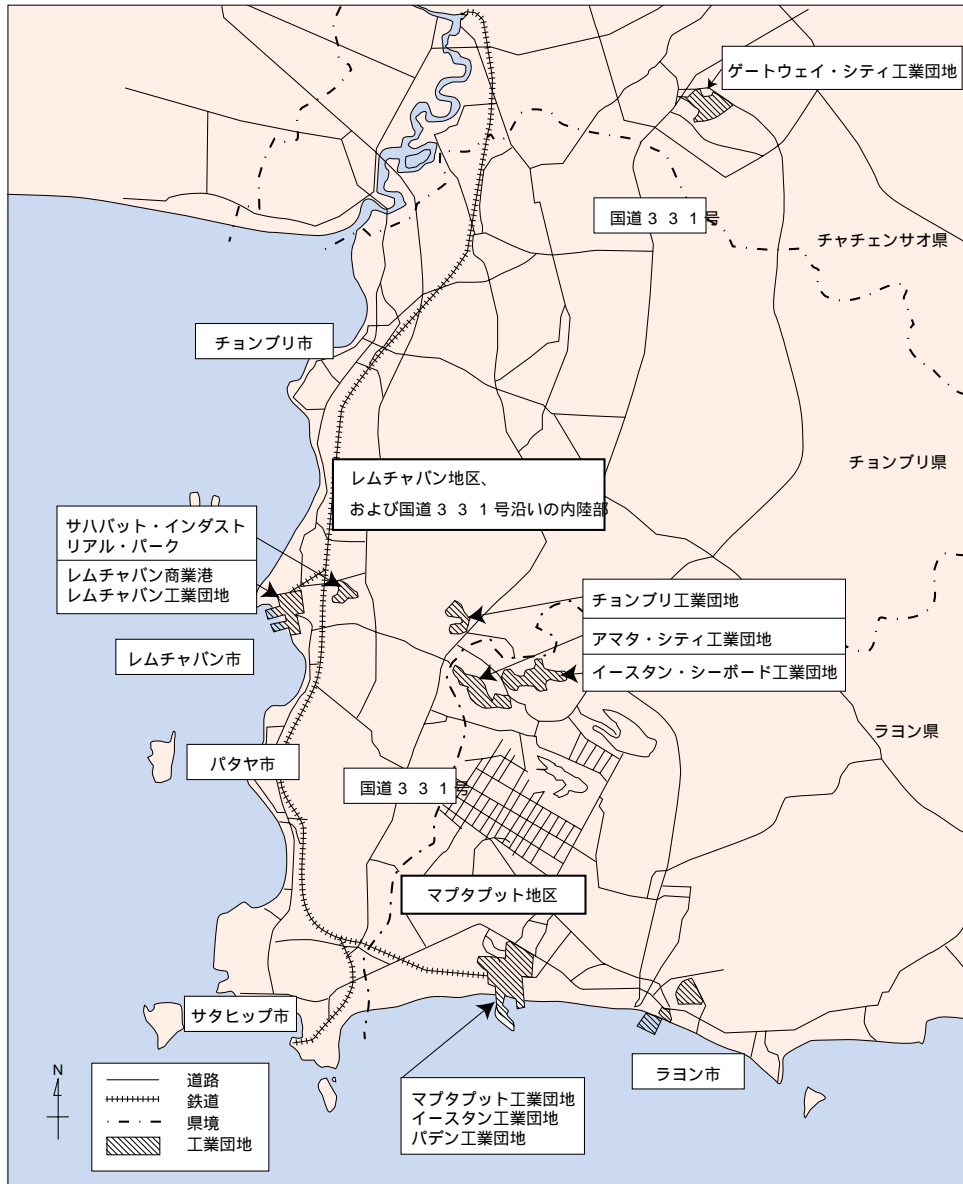 ゲートウェイ・シティ工業団地
国道331号
チャチェンサオ県
チョンブリ市
チョンブリ県
レムチャバン地区、
および国道331号沿いの内陸部
サハパット・インダスト
リアル・パーク
レムチャバン商業港
レムチャバン工業団地
チョンブリ工業団地
アマタ・シティ工業団地
イースタン・シーボード工業団地
レムチャバン市
ラヨン県
パタヤ市
国道331号
マプタプット地区
サタヒップ市
ラヨン市
N
道路
鉄道
県境
工業団地
マプタプット工業団地
イースタン工業団地
パデン工業団地